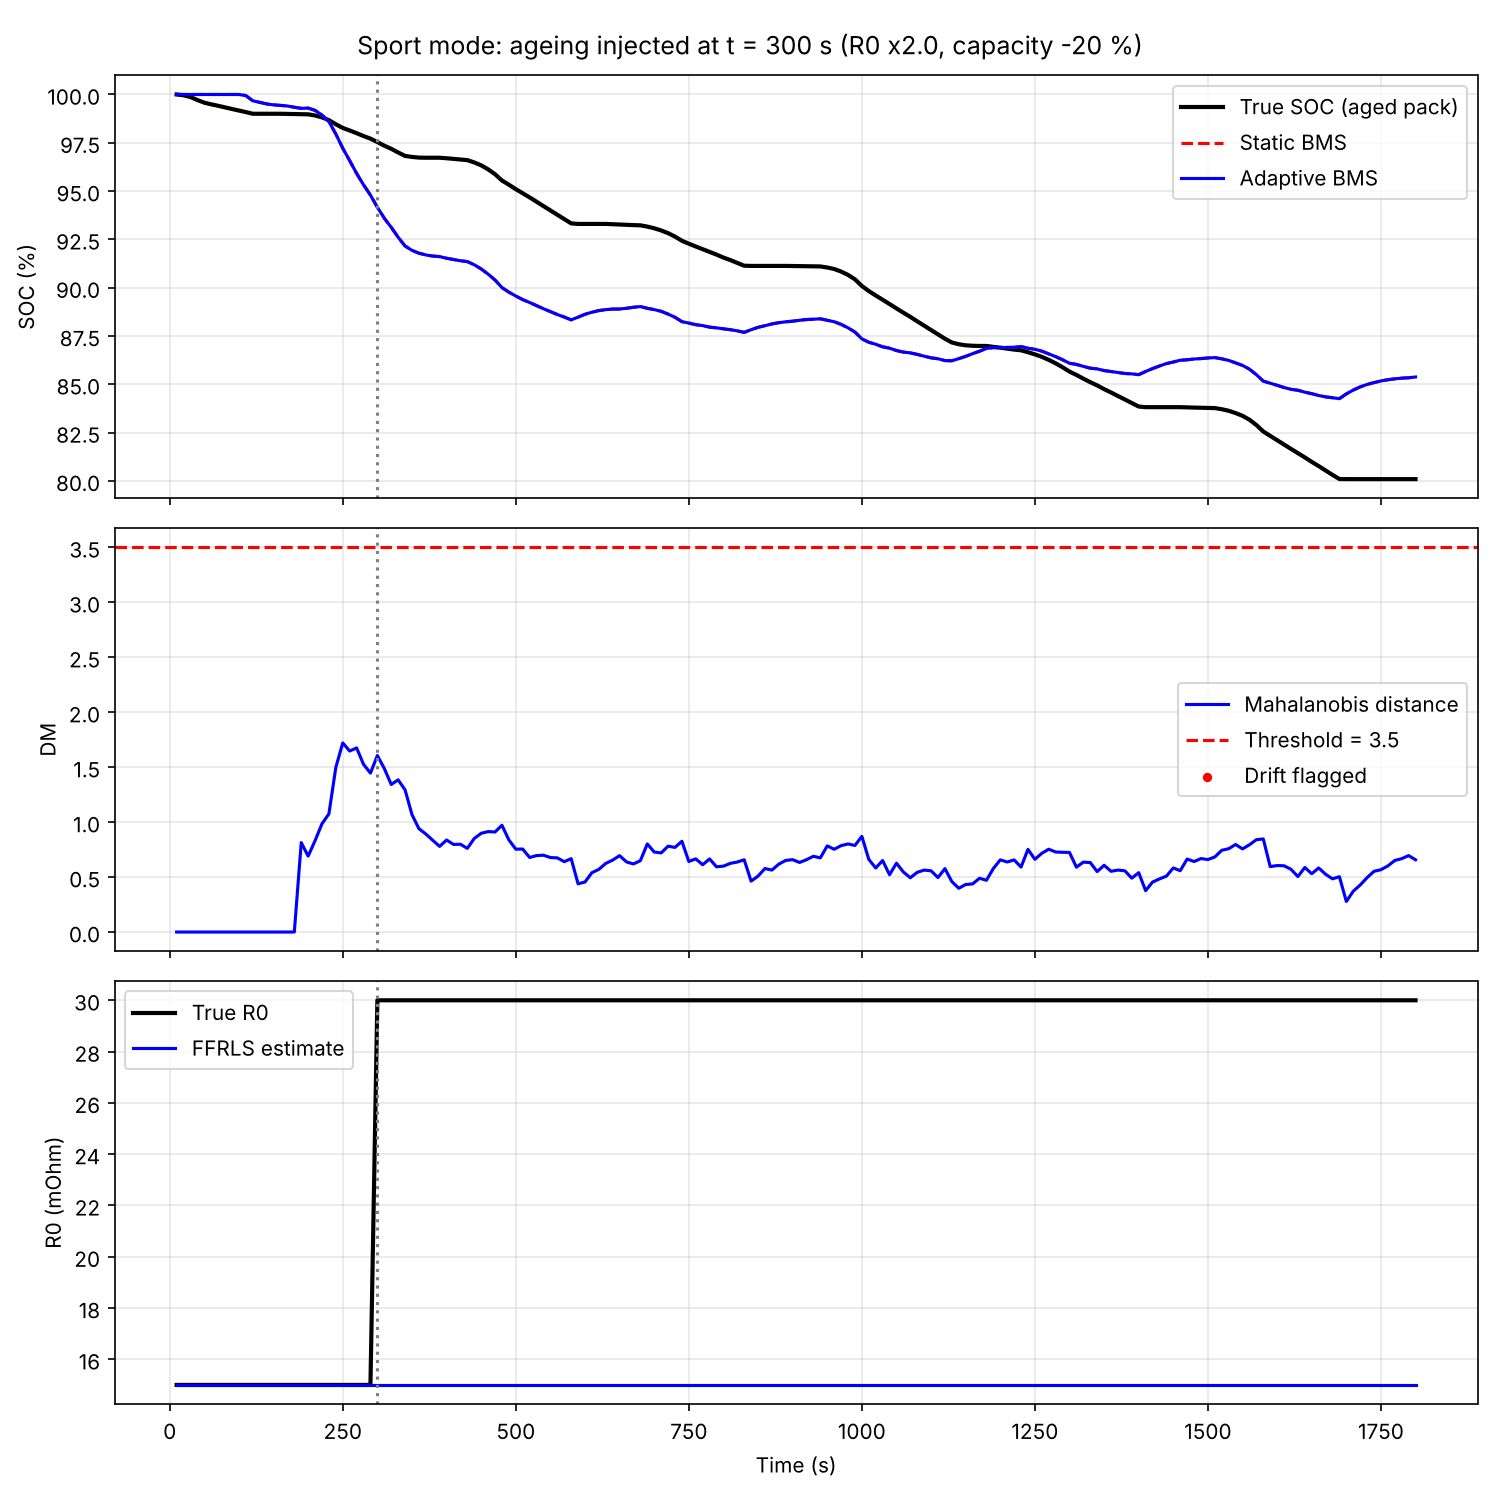 Sport mode: ageing injected at t = 300 s (R0 x2.0, capacity -20 %)
SOC (%)
100.0
97.5
95.0
92.5
90.0
87.5
85.0
82.5
80.0
True SOC (aged pack)
Static BMS
Adaptive BMS
DM
3.5
3.0
2.5
2.0
1.5
1.0
0.5
0.0
Mahalanobis distance
Threshold = 3.5
Drift flagged
R0 (mOhm)
30
28
26
24
22
20
18
16
True R0
FFRLS estimate
0 250 500 750 1000 1250 1500 1750
Time (s)